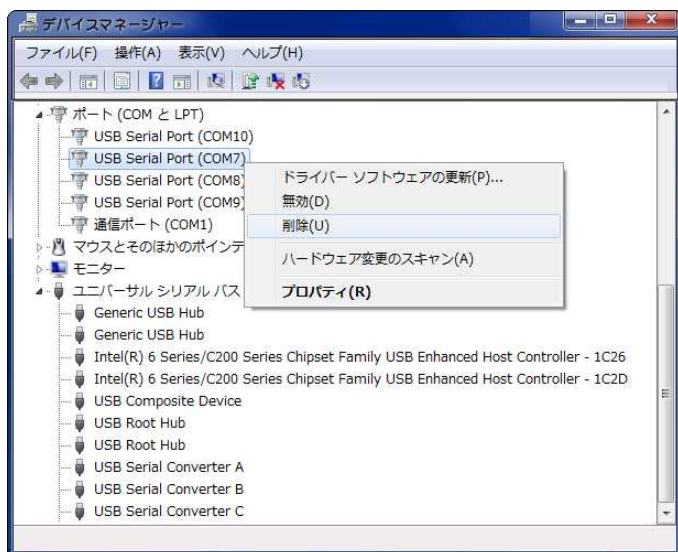 デバイスマネージャー
ファイル(F) 操作(A) 表示(V) ヘルプ(H)
ポート (COM と LPT)
USB Serial Port (COM10)
USB Serial Port (COM7)
USB Serial Port (COM8)
USB Serial Port (COM9)
通信ポート (COM1)
マウスとそのほかのポインテ
モニター
ユニバーサル シリアル バス
ドライバー ソフトウェアの更新(P)...
無効(D)
削除(U)
ハードウェア変更のスキャン(A)
プロパティ(R)
Generic USB Hub
Generic USB Hub
Intel(R) 6 Series/C200 Series Chipset Family USB Enhanced Host Controller - 1C26
Intel(R) 6 Series/C200 Series Chipset Family USB Enhanced Host Controller - 1C2D
USB Composite Device
USB Root Hub
USB Root Hub
USB Serial Converter A
USB Serial Converter B
USB Serial Converter C